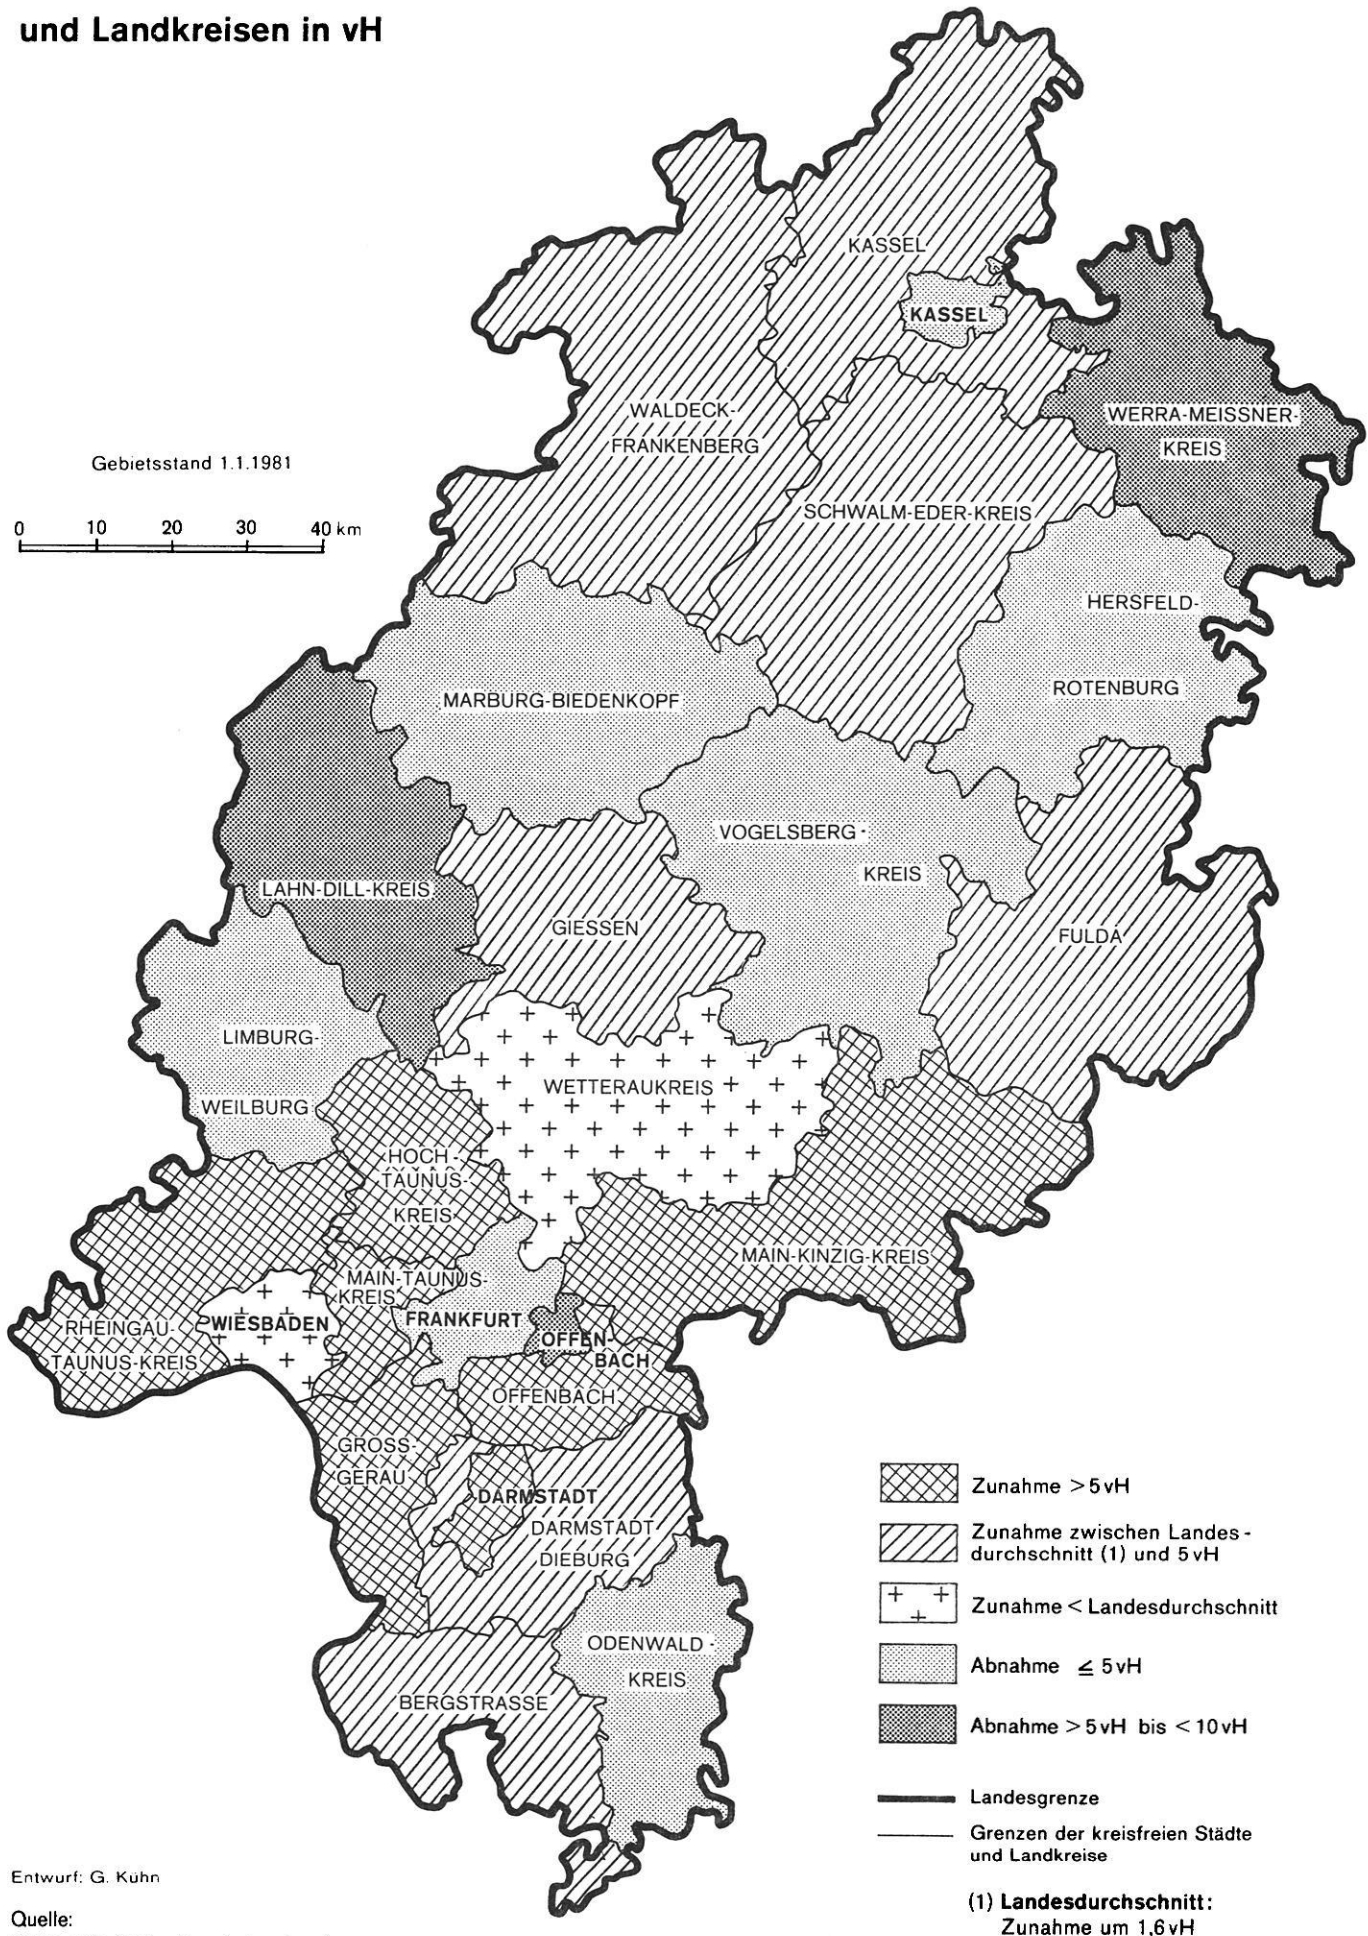 und Landkreisen in vH
KASSEL
KASSEL
WALDECK-
FRANKENBERG
WERRA-MEISSNER-
KREIS
Gebietsstand 1.1.1981
0 10 20 30 40 km
SCHWALM-EDER-KREIS
HERSFELD-
ROTENBURG
MARBURG-BIEDENKOPF
VOGELSBERG-
KREIS
LAHN-DILL-KREIS
GIESSEN
FULDA
LIMBURG-
WEILBURG
WETTERAUKREIS
HOCH-
TAUNUS-
KREIS
MAIN-KINZIG-KREIS
MAIN-TAUNUS-
KREIS
FRANKFURT
WIESBADEN
RHEINGAU-
TAUNUS-KREIS
OFFEN-
BACH
OFFENBACH
GROSS-
GERAU
DARMSTADT
DARMSTADT
DIEBURG
ODENWALD-
KREIS
BERGSTRASSE
Zunahme > 5 vH
Zunahme zwischen Landes-
durchschnitt (1) und 5 vH
Zunahme < Landesdurchschnitt
Abnahme ≦ 5 vH
Abnahme > 5 vH bis < 10 vH
Landesgrenze
Grenzen der kreisfreien Städte
und Landkreise
(1) Landesdurchschnitt:
Zunahme um 1,6 vH
Entwurf: G. Kühn
Quelle: